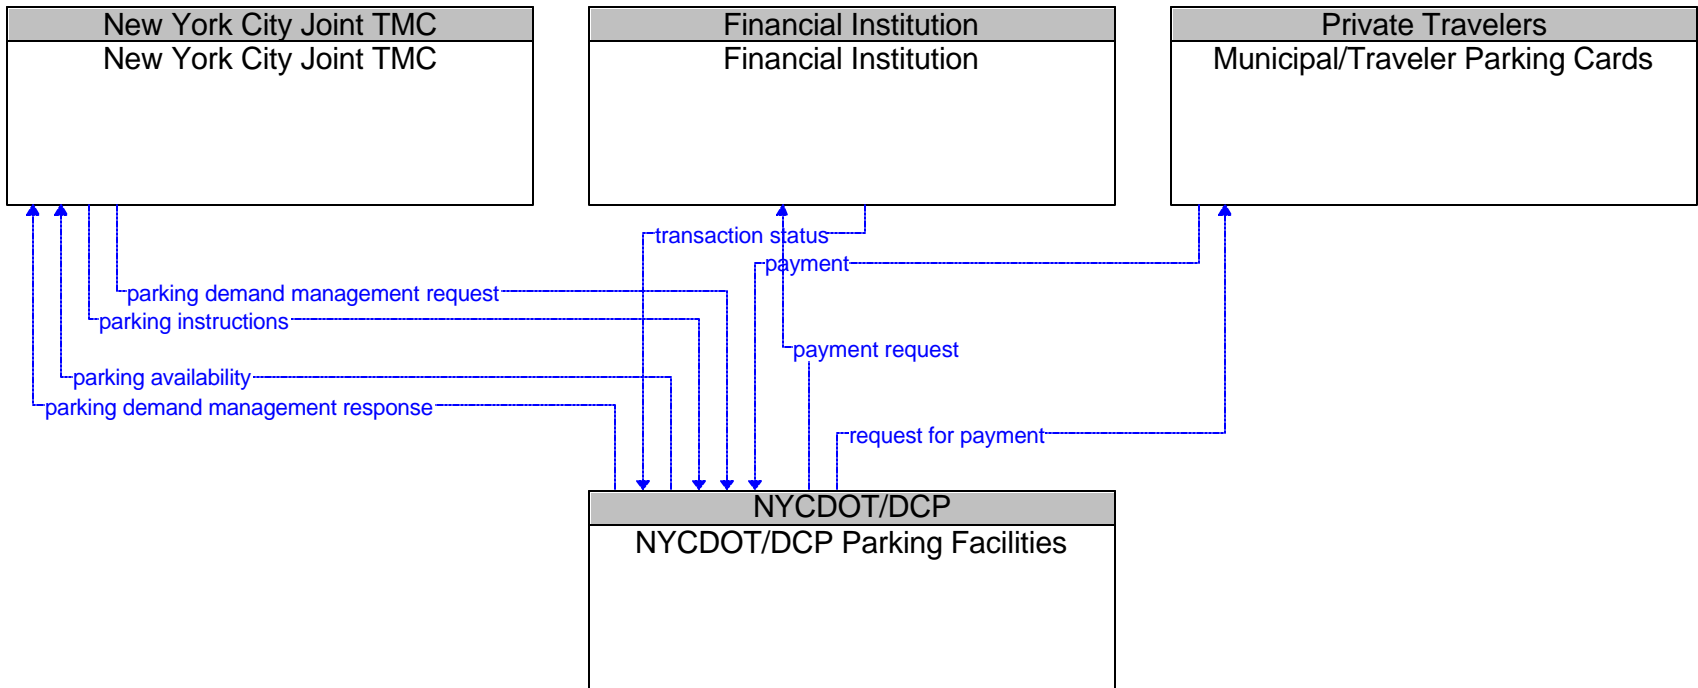 New York City Joint TMC
New York City Joint TMC
Financial Institution
Financial Institution
Private Travelers
Municipal/Traveler Parking Cards
transaction status
payment
parking demand management request
parking instructions
payment request
parking availability
parking demand management response
request for payment
NYCDOT/DCP
NYCDOT/DCP Parking Facilities